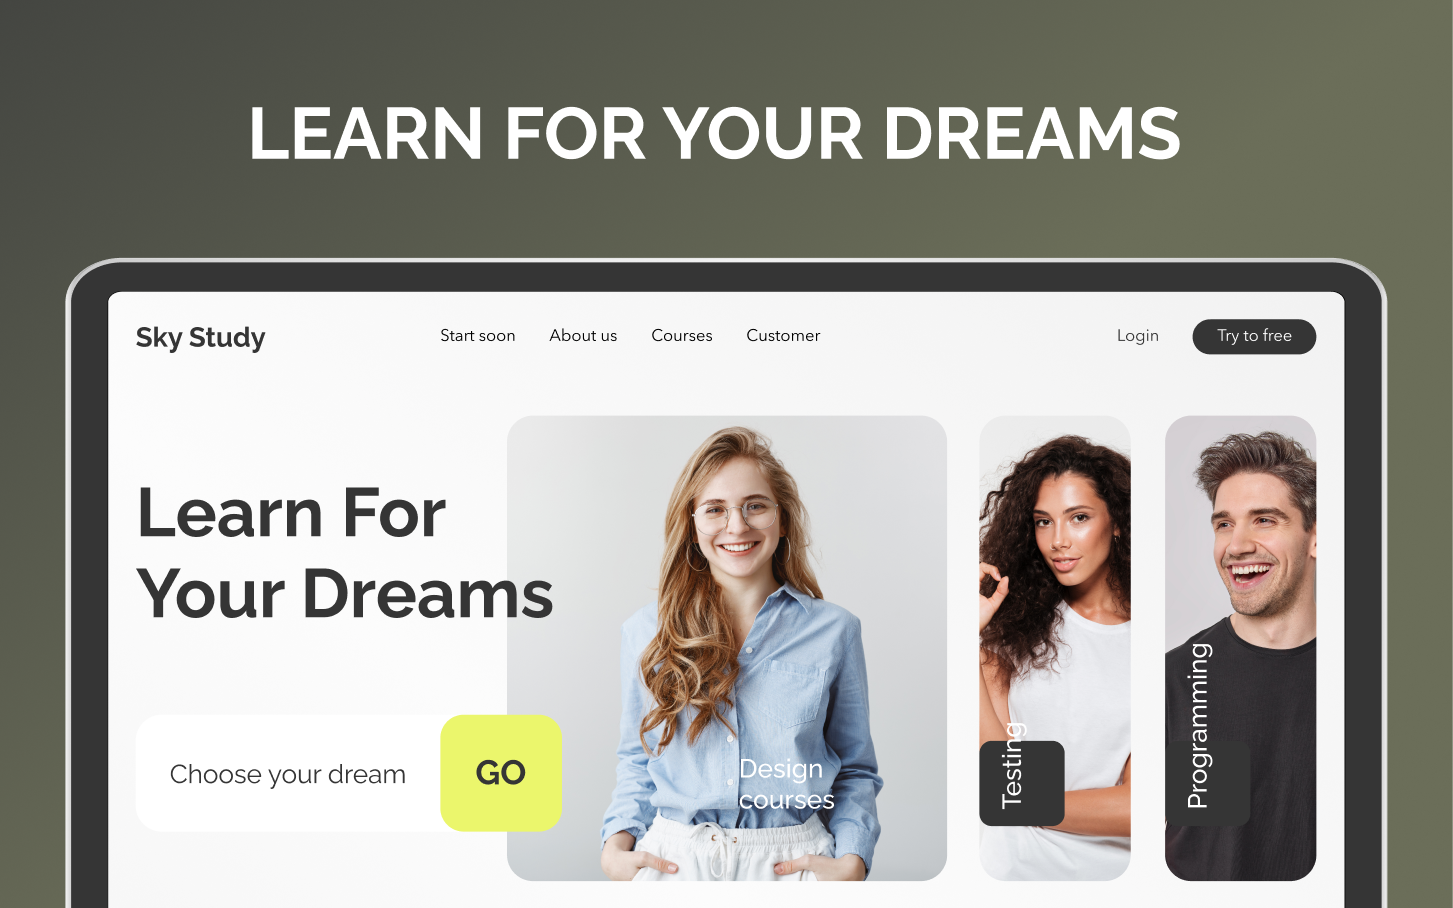 LEARN FOR YOUR DREAMS
Sky Study
Start soon
About us
Courses
Customer
Login
Try to free
Learn For
Your Dreams
Choose your dream
GO
Design
courses
Testing
Programming